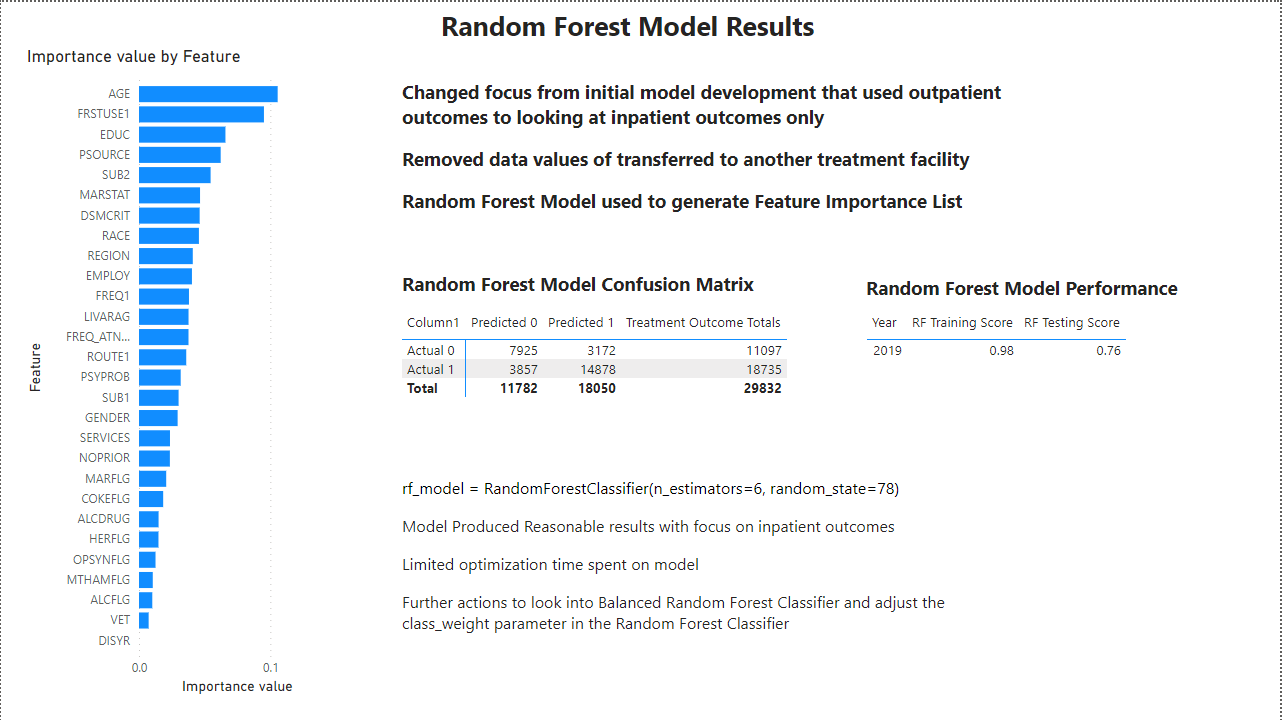 Random Forest Model Results
Importance value by Feature
AGE
FRSTUSE1
EDUC
PSOURCE
SUB2
MARSTAT
DSMCRIT
RACE
REGION
EMPLOY
FREQ1
LIVARAG
FREQ_ATN...
ROUTE1
PSYPROB
SUB1
GENDER
SERVICES
NOPRIOR
MARFLG
COKEFLG
ALCDRUG
HERFLG
OPSYNFLG
MTHAMFLG
ALCFLG
VET
DISYR
Feature
0.0 0.1
Importance value
Changed focus from initial model development that used outpatient
outcomes to looking at inpatient outcomes only
Removed data values of transferred to another treatment facility
Random Forest Model used to generate Feature Importance List
Random Forest Model Confusion Matrix
Column1 Predicted 0 Predicted 1 Treatment Outcome Totals
Actual 0 7925 3172 11097
Actual 1 3857 14878 18735
Total 11782 18050 29832
Random Forest Model Performance
Year RF Training Score RF Testing Score
2019 0.98 0.76
rf_model = RandomForestClassifier(n_estimators=6, random_state=78)
Model Produced Reasonable results with focus on inpatient outcomes
Limited optimization time spent on model
Further actions to look into Balanced Random Forest Classifier and adjust the
class_weight parameter in the Random Forest Classifier